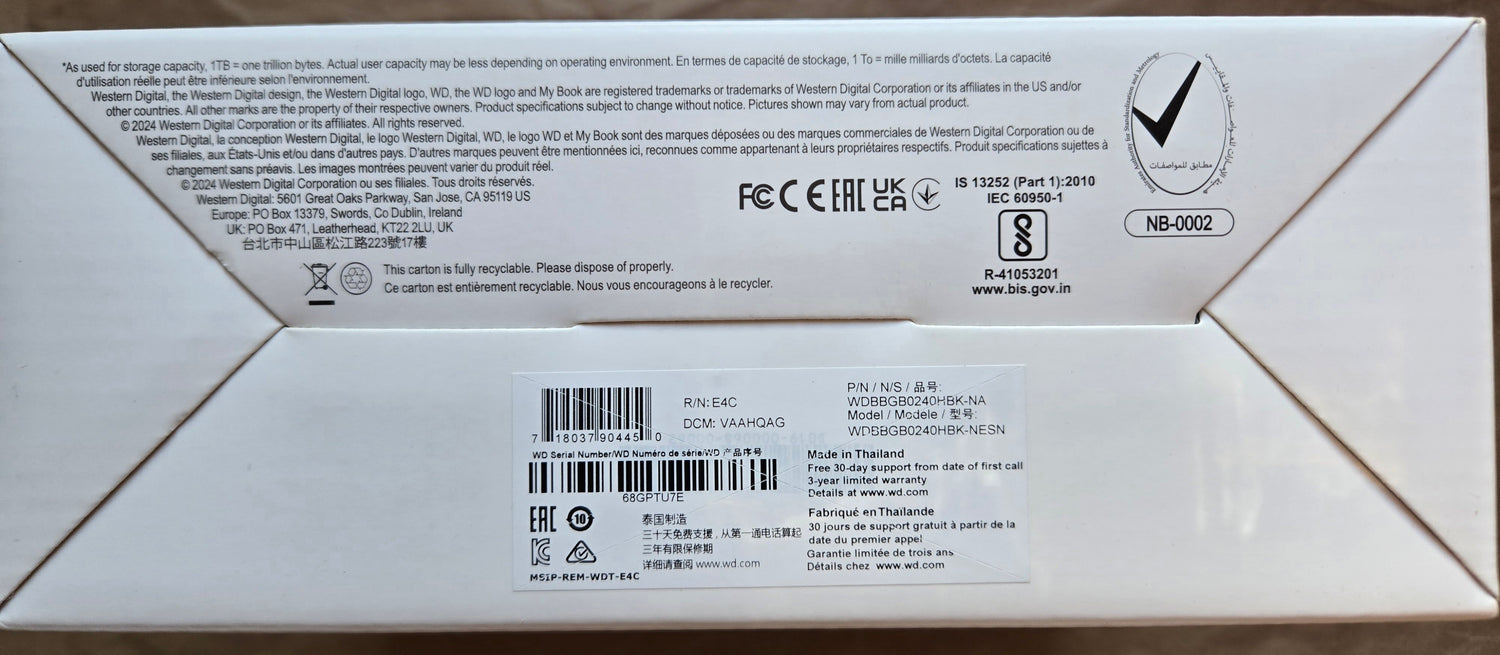 *As used for storage capacity, 1TB = one trillion bytes. Actual user capacity may be less depending on operating environment. En termes de capacité de stockage, 1 To = mille milliards d'octets. La capacité
d'utilisation réelle peut être inférieure selon l'environnement.
Western Digital, the Western Digital design, the Western Digital logo, WD, the WD logo and My Book are registered trademarks or trademarks of Western Digital Corporation or its affiliates in the US and/or
other countries. All other marks are the property of their respective owners. Product specifications subject to change without notice. Pictures shown may vary from actual product.
© 2024 Western Digital Corporation or its affiliates. All rights reserved.
Western Digital, la conception Western Digital, le logo Western Digital, WD, le logo WD et My Book sont des marques déposées ou des marques commerciales de Western Digital Corporation ou de
ses filiales, aux États-Unis et/ou dans d'autres pays. D'autres marques peuvent être mentionnées ici, reconnues comme appartenant à leurs propriétaires respectifs. Produit specifications sujettes à
changement sans préavis. Les images montrées peuvent varier du produit réel.
© 2024 Western Digital Corporation ou ses filiales. Tous droits réservés.
Western Digital: 5601 Great Oaks Parkway, San Jose, CA 95119 US
Europe: PO Box 13379, Swords, Co Dublin, Ireland
UK: PO Box 471, Leatherhead, KT22 2LU, UK
台北市中山區松江路223號17樓
This carton is fully recyclable. Please dispose of properly.
Ce carton est entièrement recyclable. Nous vous encourageons à le recycler.
FC CE EAC UK CA
IS 13252 (Part 1):2010
IEC 60950-1
R-41053201
www.bis.gov.in
Emirates Authority for Standardization and Metrology
مطابق للمواصفات
NB-0002
7 18037 90445 0
R/N: E4C
DCM: VAAHQAG
P/N / N/S / 品号:
WDBBGB0240HBK-NA
Model / Modèle / 型号:
WDBBGB0240HBK-NESN
WD Serial Number/WD Numéro de série/WD 产品序号
68GPTU7E
EAC 10
MSIP-REM-WDT-E4C
泰国制造
三十天免费支援，从第一通电话算起
三年有限保修期
详细请查阅 www.wd.com
Made in Thailand
Free 30-day support from date of first call
3-year limited warranty
Details at www.wd.com
Fabriqué en Thaïlande
30 jours de support gratuit à partir de la
date du premier appel
Garantie limitée de trois ans
Détails chez www.wd.com